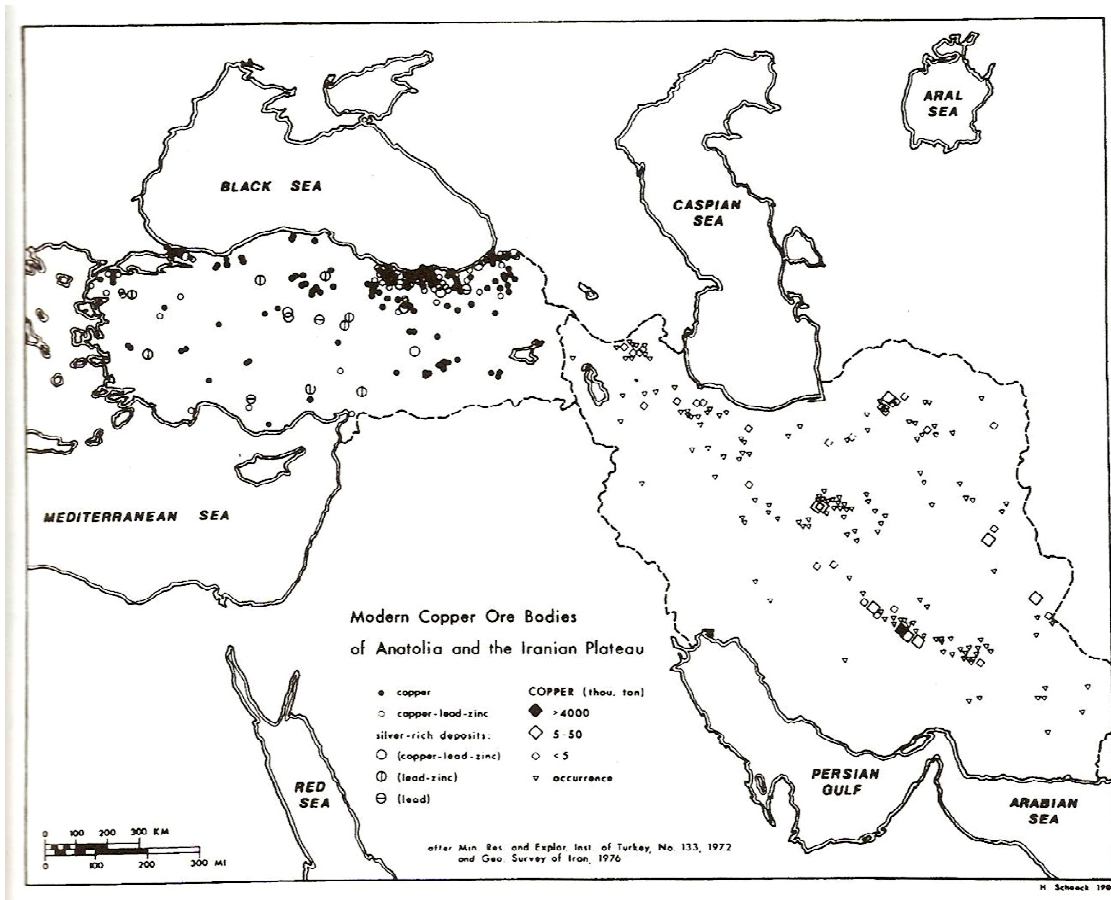 ARAL
SEA
BLACK SEA
CASPIAN
SEA
MEDITERRANEAN SEA
Modern Copper Ore Bodies
of Anatolia and the Iranian Plateau
copper
copper-lead-zinc
silver-rich deposits:
(copper-lead-zinc)
(lead-zinc)
(lead)
COPPER (thou. ton)
>4000
5-50
<5
occurrence
RED
SEA
PERSIAN
GULF
ARABIAN
SEA
0 100 200 300 KM
0 100 200 300 MI
after Min. Res. and Explor. Inst. of Turkey, No. 133, 1972
and Geo. Survey of Iran, 1976
H